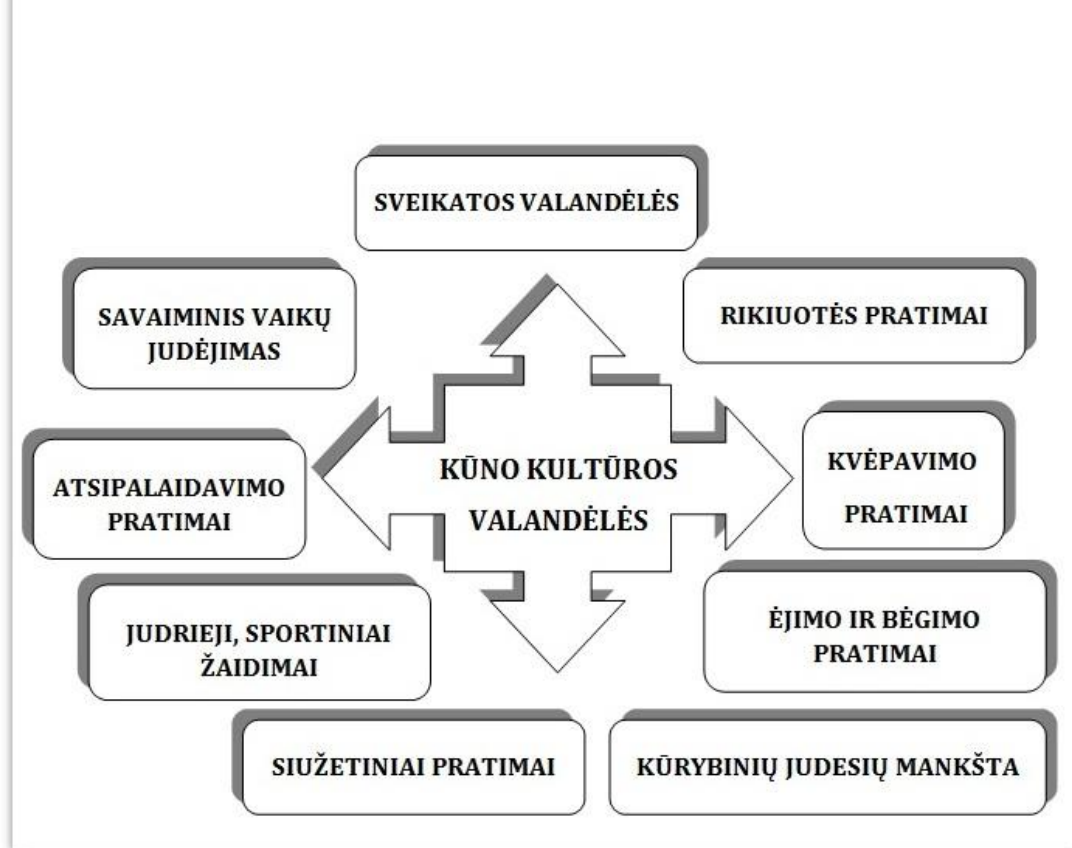 SVEIKATOS VALANDĖLĖS
SAVAIMINIS VAIKŲ
JUDĖJIMAS
RIKIUOTĖS PRATIMAI
ATSIPALAIDAVIMO
PRATIMAI
KŪNO KULTŪROS
VALANDĖLĖS
KVĖPAVIMO
PRATIMAI
JUDRIEJI, SPORTINIAI
ŽAIDIMAI
ĖJIMO IR BĖGIMO
PRATIMAI
SIUŽETINIAI PRATIMAI
KŪRYBINIŲ JUDESIŲ MANKŠTA